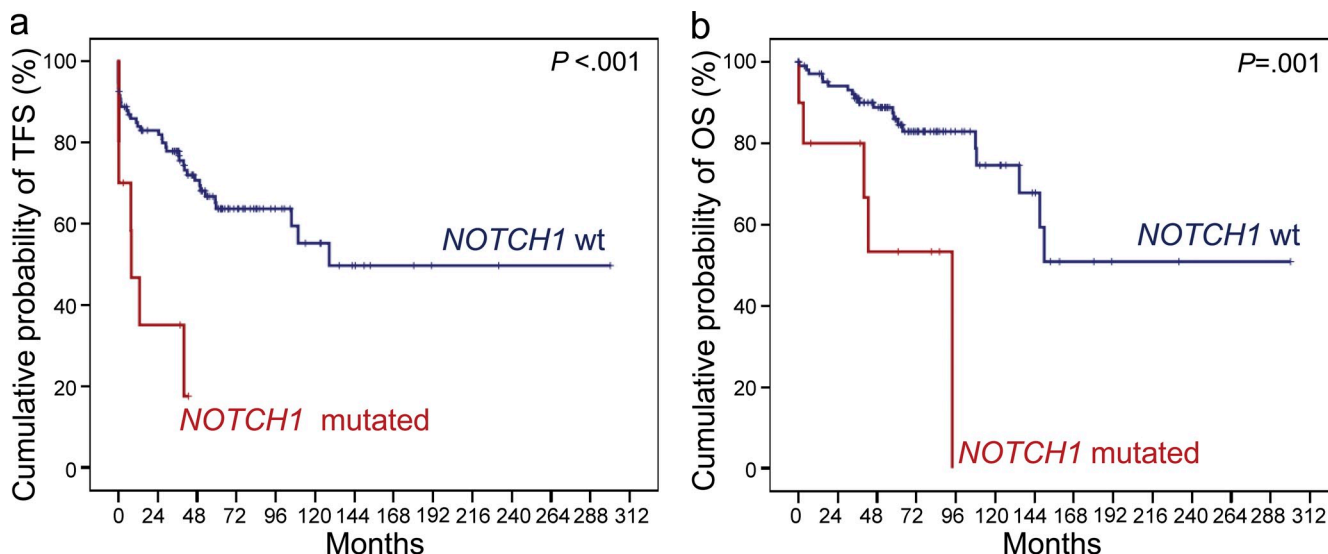 a
Cumulative probability of TFS (%)
100
80
60
40
20
0
P <.001
NOTCH1 wt
NOTCH1 mutated
0 24 48 72 96 120 144 168 192 216 240 264 288 312
Months
b
Cumulative probability of OS (%)
100
80
60
40
20
0
P=.001
NOTCH1 wt
NOTCH1 mutated
0 24 48 72 96 120 144 168 192 216 240 264 288 312
Months